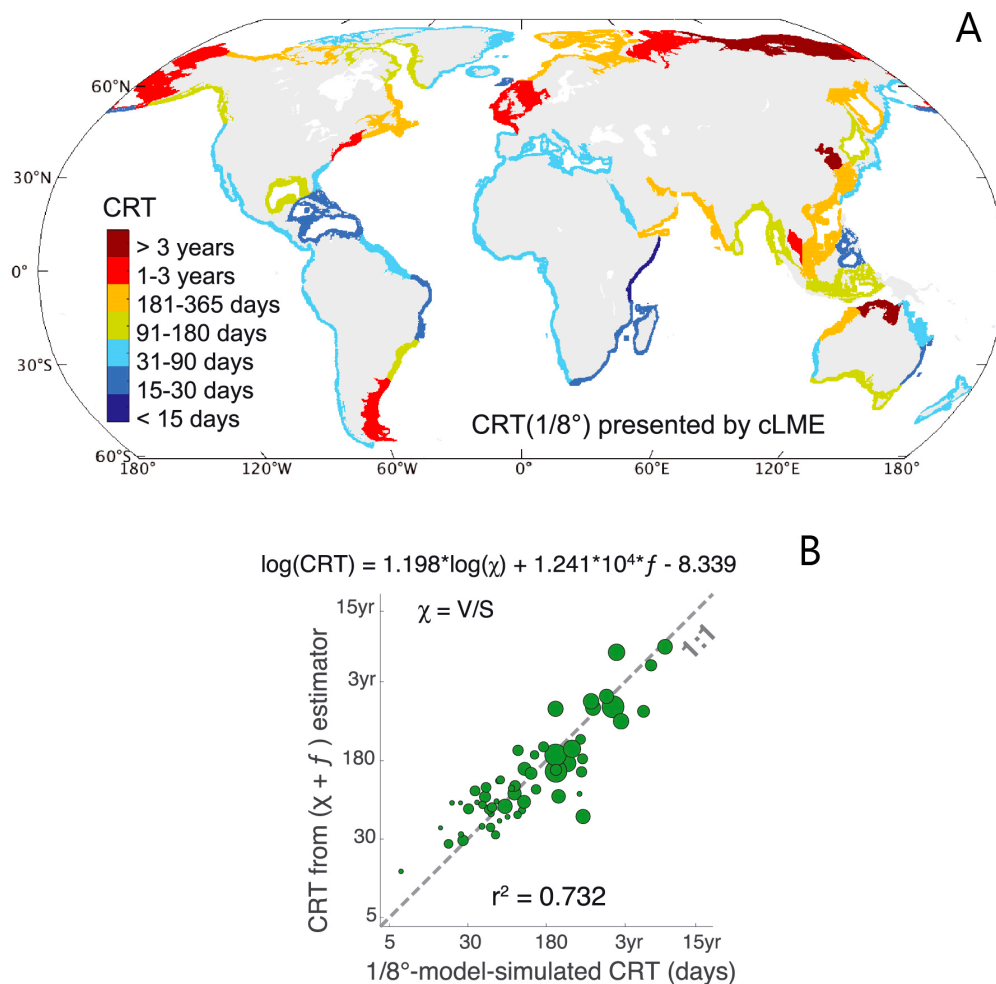 A
60°N
30°N
0°
30°S
60°S
CRT
> 3 years
1-3 years
181-365 days
91-180 days
31-90 days
15-30 days
< 15 days
CRT(1/8°) presented by cLME
180° 120°W 60°W 0° 60°E 120°E 180°
B
log(CRT) = 1.198*log(χ) + 1.241*10⁴*ƒ - 8.339
χ = V/S
1:1
15yr
3yr
180
30
5
CRT from (χ + ƒ ) estimator
r² = 0.732
5 30 180 3yr 15yr
1/8°-model-simulated CRT (days)